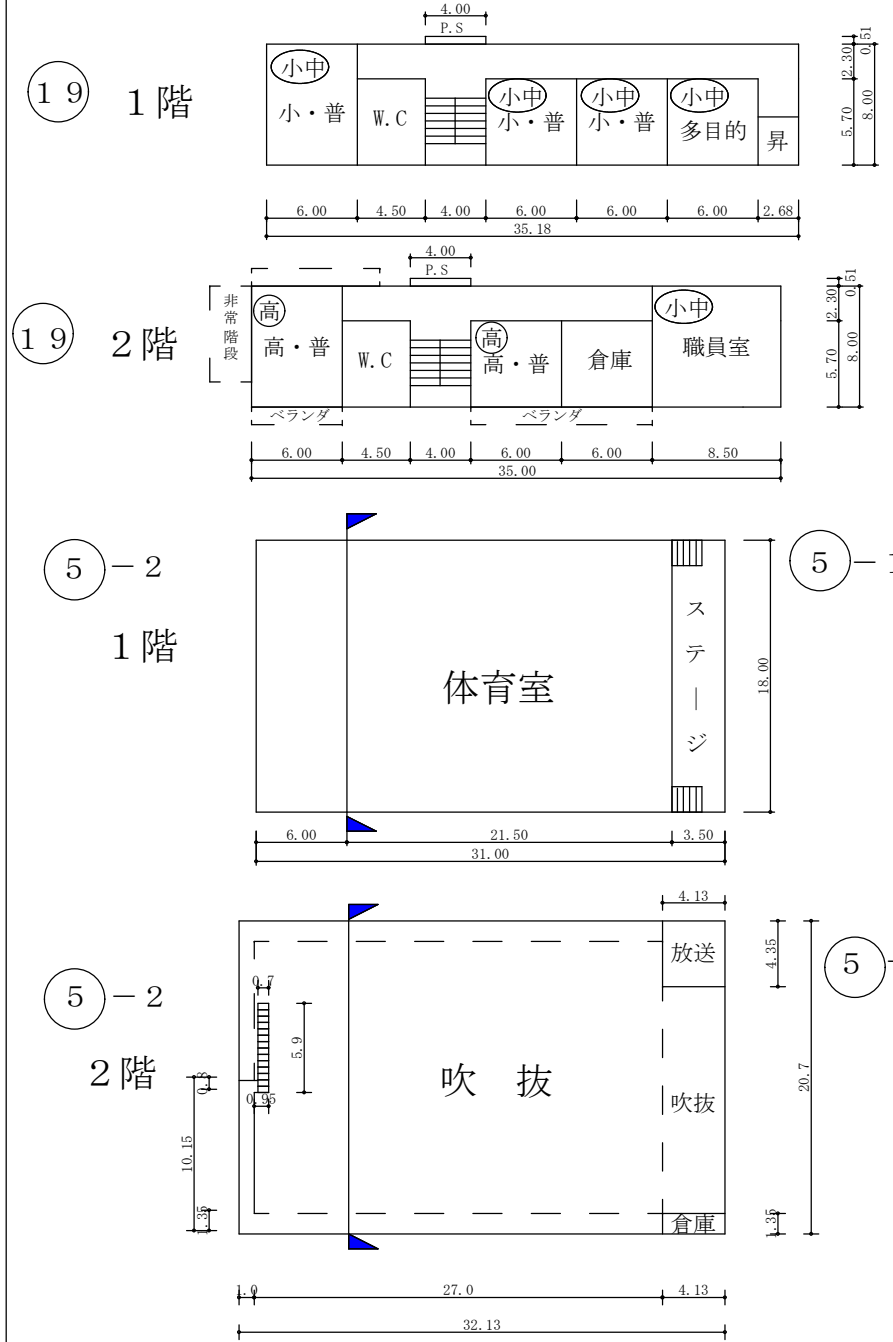 4.00
P.S
⑲ 1階
小中 小中 小中 小中
小・普 W.C 小・普 小・普 多目的 昇
2.30 0.51
5.70 8.00
6.00 4.50 4.00 6.00 6.00 6.00 2.68
35.18
4.00
P.S
⑲ 2階
非常階段
高 高 小中
高・普 W.C 高・普 倉庫 職員室
2.30 0.51
5.70 8.00
ベランダ ベランダ
6.00 4.50 4.00 6.00 6.00 8.50
35.00
⑤-2
1階
体育室
ステージ
18.00
⑤-
6.00 21.50 3.50
31.00
4.13
⑤-2
2階
放送
4.35
⑤-
0.7
5.9
0.95
吹 抜
吹抜
20.7
10.15
1.35
倉庫
1.35
1.0 27.0 4.13
32.13